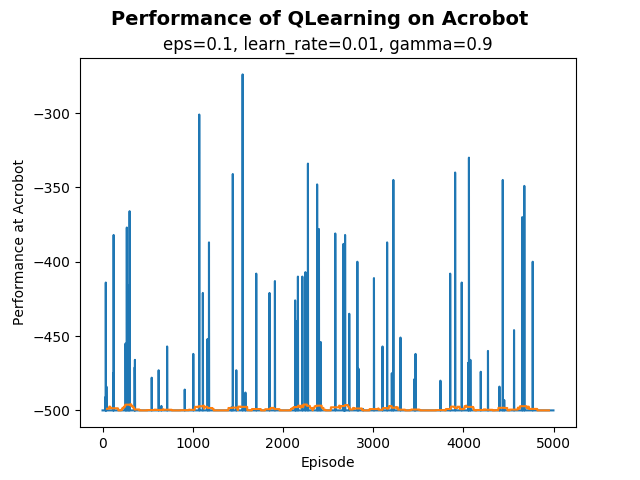 Performance of QLearning on Acrobot
eps=0.1, learn_rate=0.01, gamma=0.9
Performance at Acrobot
−300
−350
−400
−450
−500
0 1000 2000 3000 4000 5000
Episode